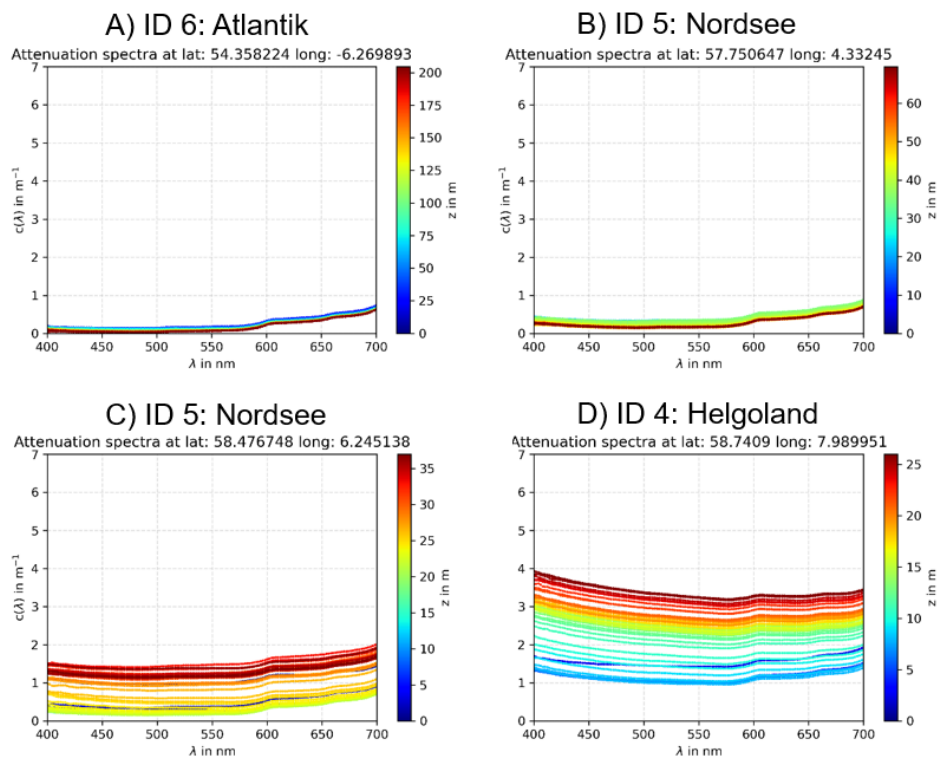 A) ID 6: Atlantik
Attenuation spectra at lat: 54.358224 long: -6.269893
7
6
5
4
3
2
1
0
c(λ) in m⁻¹
400 450 500 550 600 650 700
λ in nm
200
175
150
125
100
75
50
25
0
z in m
B) ID 5: Nordsee
Attenuation spectra at lat: 57.750647 long: 4.33245
7
6
5
4
3
2
1
0
c(λ) in m⁻¹
400 450 500 550 600 650 700
λ in nm
60
50
40
30
20
10
0
z in m
C) ID 5: Nordsee
Attenuation spectra at lat: 58.476748 long: 6.245138
7
6
5
4
3
2
1
0
c(λ) in m⁻¹
400 450 500 550 600 650 700
λ in nm
35
30
25
20
15
10
5
0
z in m
D) ID 4: Helgoland
Attenuation spectra at lat: 58.7409 long: 7.989951
7
6
5
4
3
2
1
0
c(λ) in m⁻¹
400 450 500 550 600 650 700
λ in nm
25
20
15
10
5
0
z in m